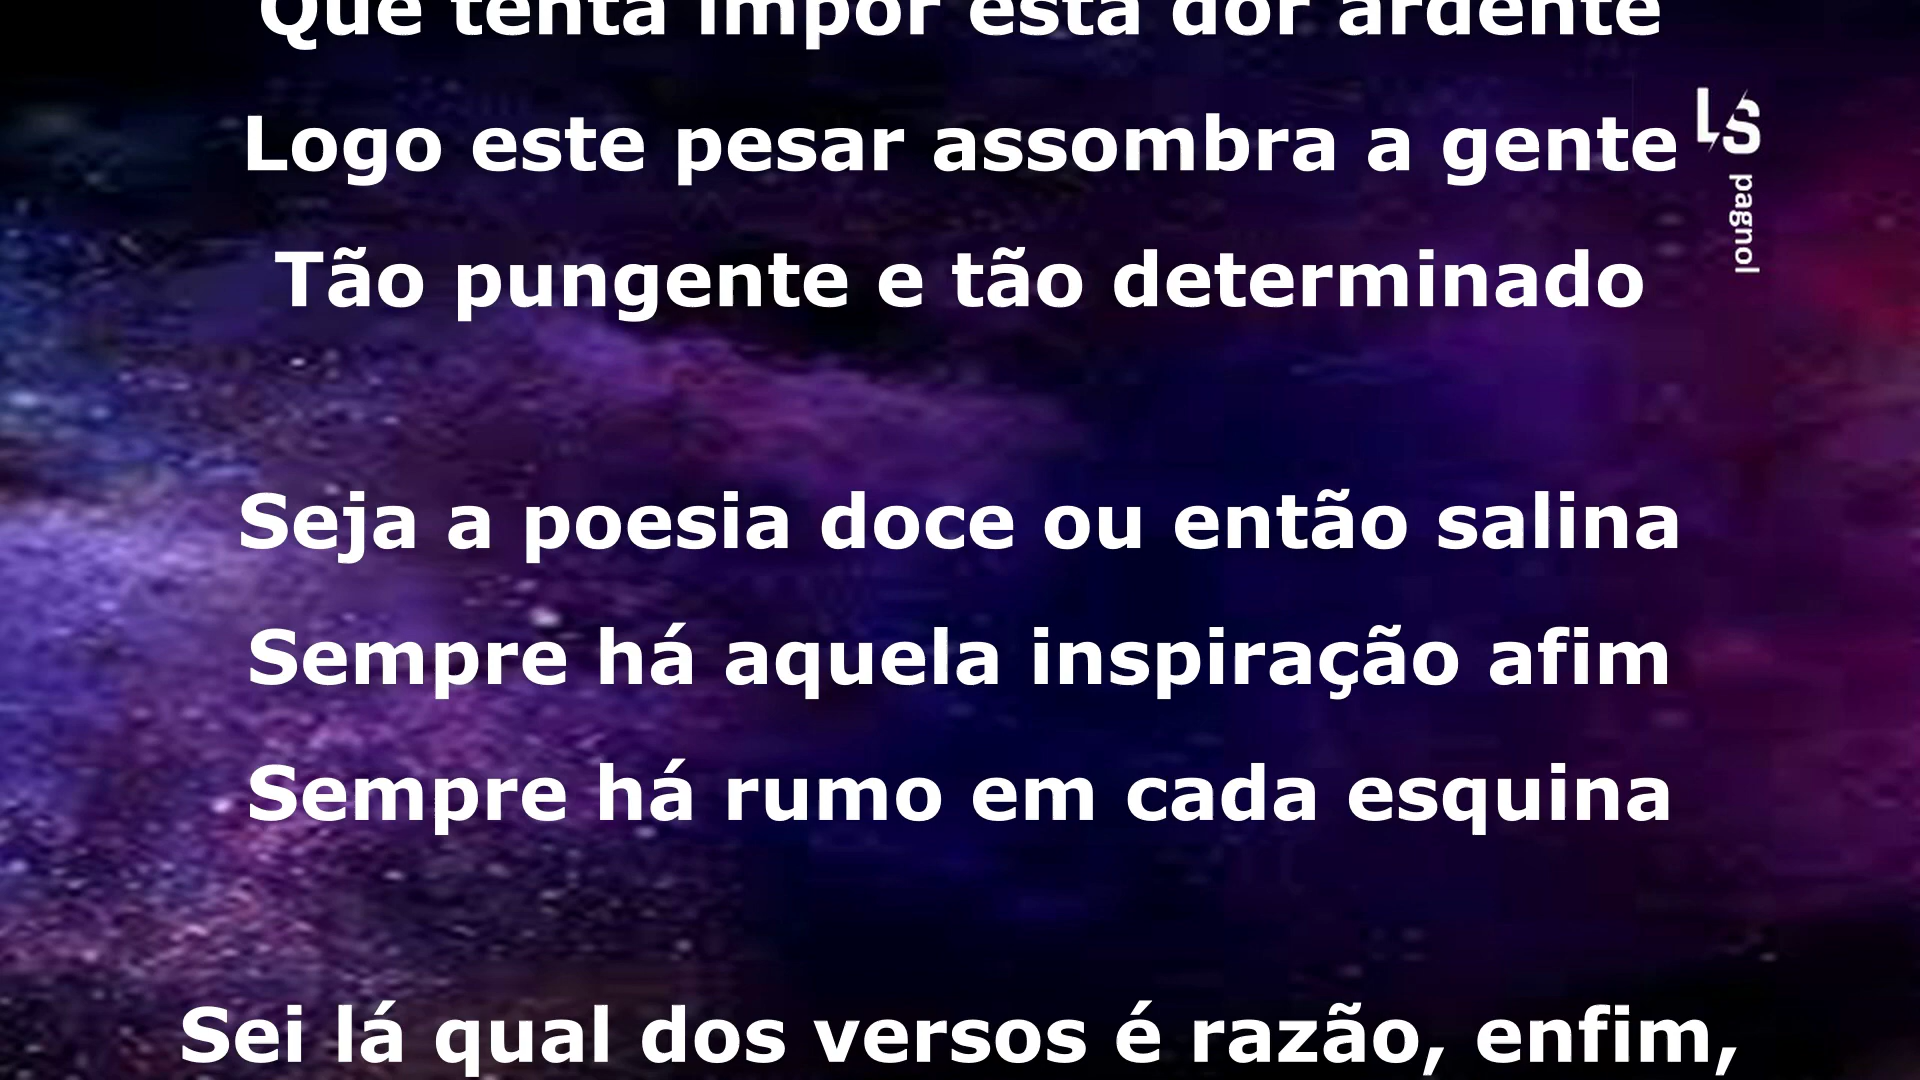 Que tenta impor esta dor ardente
Logo este pesar assombra a gente
Tão pungente e tão determinado
Seja a poesia doce ou então salina
Sempre há aquela inspiração afim
Sempre há rumo em cada esquina
Sei lá qual dos versos é razão, enfim,
LS
pagnol